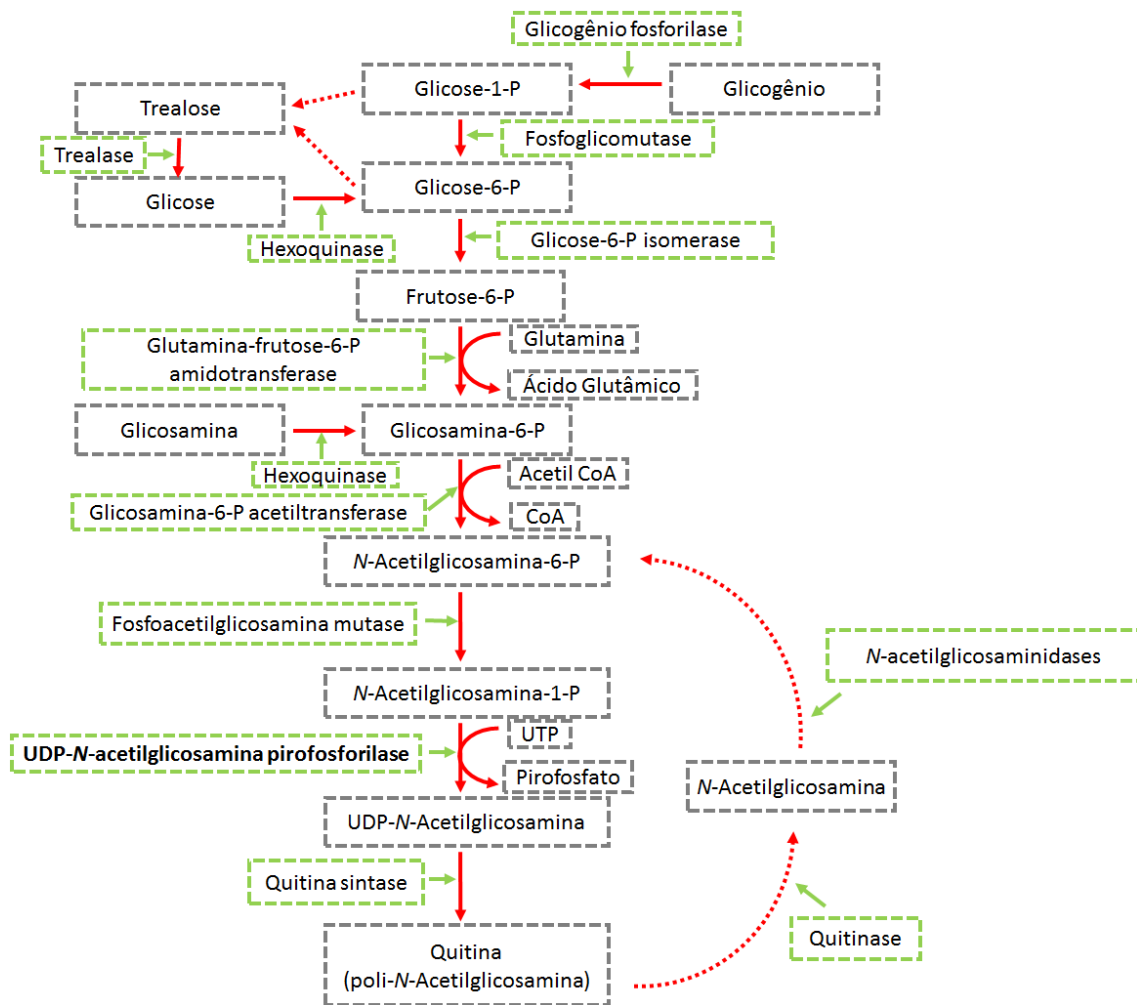 Glicogênio fosforilase
Glicose-1-P
Glicogênio
Trealose
Fosfoglicomutase
Trealase
Glicose-6-P
Glicose
Glicose-6-P isomerase
Hexoquinase
Frutose-6-P
Glutamina
Glutamina-frutose-6-P
amidotransferase
Ácido Glutâmico
Glicosamina
Glicosamina-6-P
Hexoquinase
Acetil CoA
Glicosamina-6-P acetiltransferase
CoA
N-Acetilglicosamina-6-P
Fosfoacetilglicosamina mutase
N-acetilglicosaminidases
N-Acetilglicosamina-1-P
UTP
UDP-N-acetilglicosamina pirofosforilase
Pirofosfato
N-Acetilglicosamina
UDP-N-Acetilglicosamina
Quitina sintase
Quitinase
Quitina
(poli-N-Acetilglicosamina)